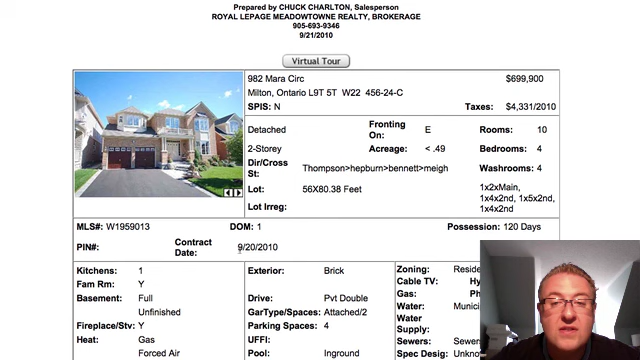 Prepared by CHUCK CHARLTON, Salesperson
ROYAL LEPAGE MEADOWTOWNE REALTY, BROKERAGE
905-693-9346
9/21/2010
Virtual Tour
982 Mara Circ $699,900
Milton, Ontario L9T 5T W22 456-24-C
SPIS: N Taxes: $4,331/2010
Detached Fronting On: E Rooms: 10
2-Storey Acreage: < .49 Bedrooms: 4
Dir/Cross St: Thompson>hepburn>bennett>meigh Washrooms: 4
Lot: 56X80.38 Feet 1x2xMain,
1x4x2nd, 1x5x2nd,
1x4x2nd
Lot Irreg:
MLS#: W1959013 DOM: 1 Possession: 120 Days
PIN#: Contract Date: 9/20/2010
Kitchens: 1 Exterior: Brick Zoning: Reside
Fam Rm: Y Cable TV: Hy
Basement: Full Drive: Pvt Double Gas: Ph
Unfinished GarType/Spaces: Attached/2 Water: Munici
Fireplace/Stv: Y Parking Spaces: 4 Water Supply:
Heat: Gas UFFI: Sewers: Sewer
Forced Air Pool: Inground Spec Desig: Unkno